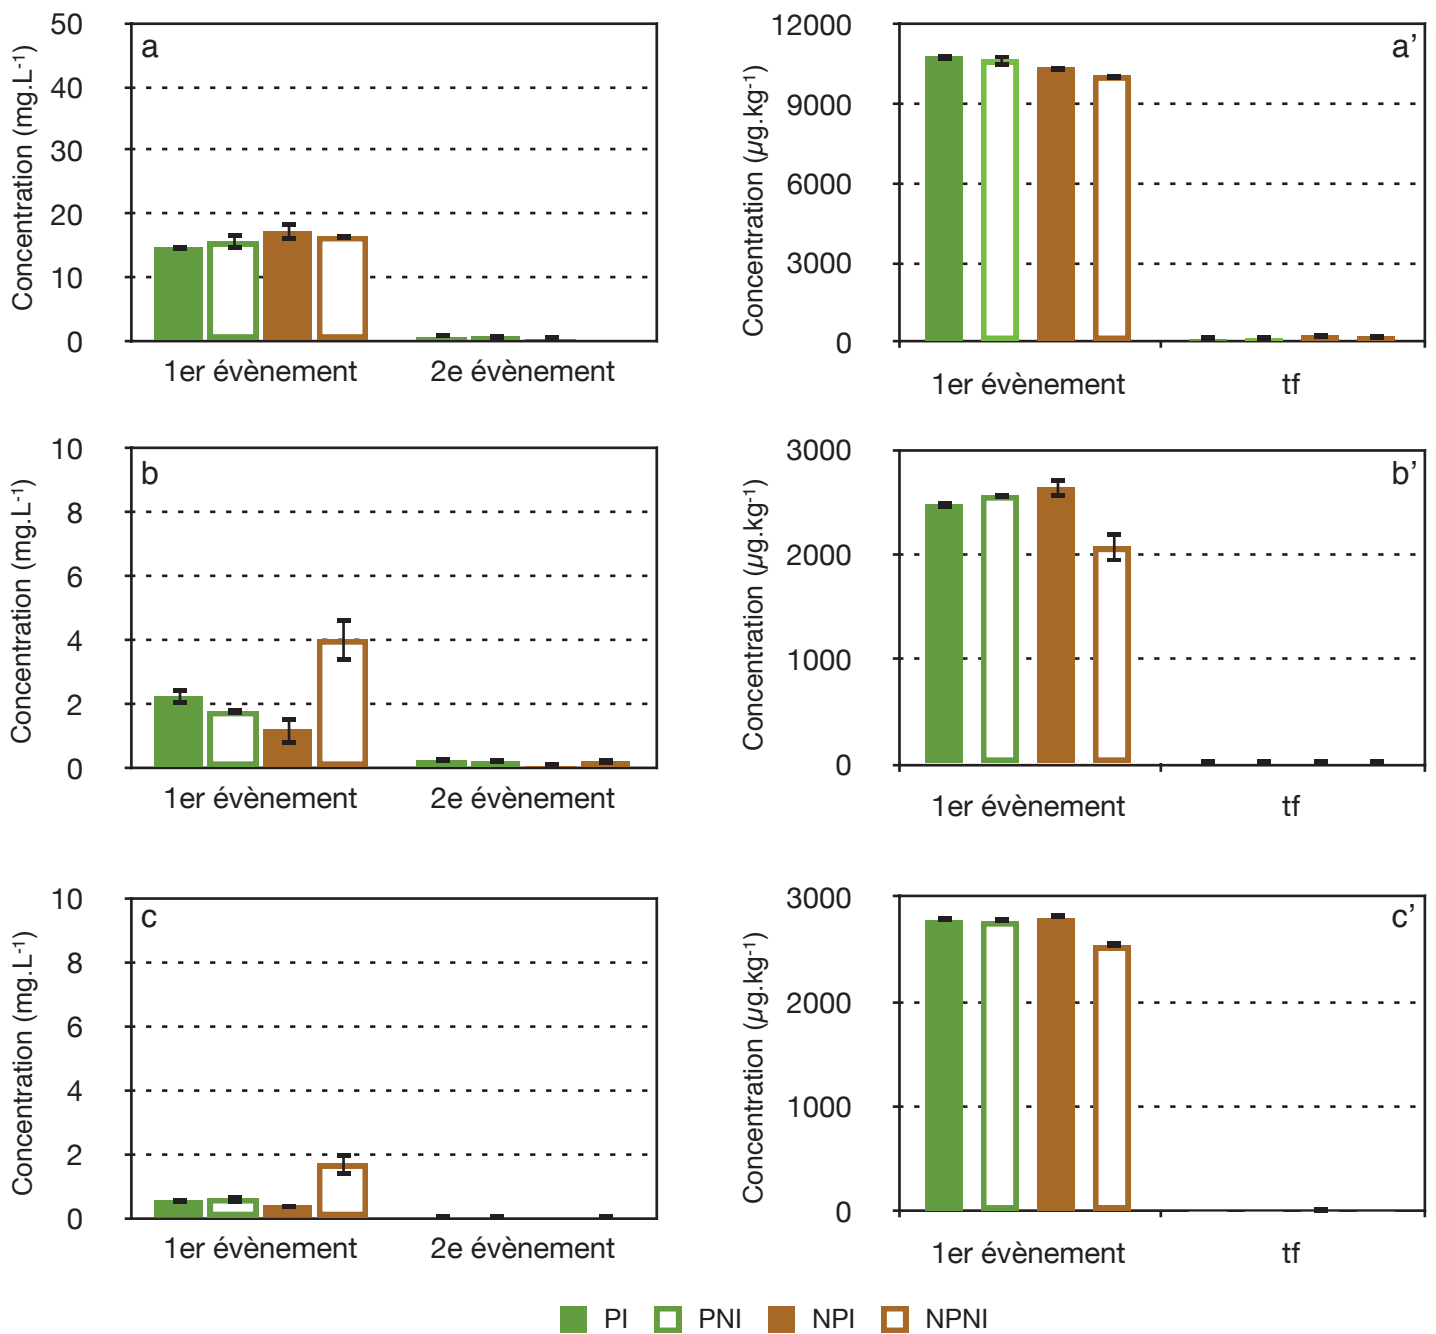 a
Concentration (mg.L⁻¹)
50
40
30
20
10
0
1er évènement 2e évènement
a’
Concentration (µg.kg⁻¹)
12000
9000
6000
3000
0
1er évènement tf
b
Concentration (mg.L⁻¹)
10
8
6
4
2
0
1er évènement 2e évènement
b’
Concentration (µg.kg⁻¹)
3000
2000
1000
0
1er évènement tf
c
Concentration (mg.L⁻¹)
10
8
6
4
2
0
1er évènement 2e évènement
c’
Concentration (µg.kg⁻¹)
3000
2000
1000
0
1er évènement tf
PI PNI NPI NPNI